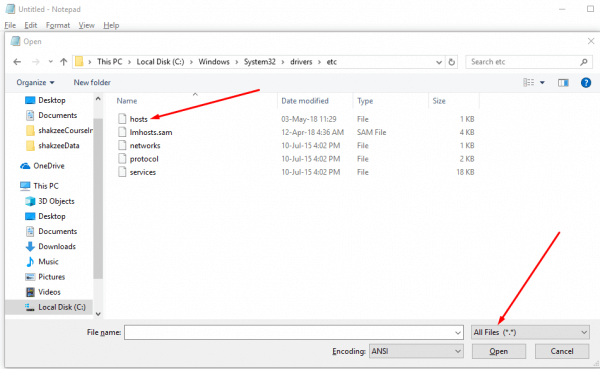 Untitled - Notepad
File Edit Format View Help
Open
This PC > Local Disk (C:) > Windows > System32 > drivers > etc
Search etc
Organize New folder
Name Date modified Type Size
Desktop
Documents
shakzeeCourseIn
shakzeeData
OneDrive
This PC
3D Objects
Desktop
Documents
Downloads
Music
Pictures
Videos
Local Disk (C:)
hosts 03-May-18 11:29 File 1 KB
lmhosts.sam 12-Apr-18 4:36 AM SAM File 4 KB
networks 10-Jul-15 4:02 PM File 1 KB
protocol 10-Jul-15 4:02 PM File 2 KB
services 10-Jul-15 4:02 PM File 18 KB
File name:
All Files (*.*)
Encoding: ANSI
Open Cancel